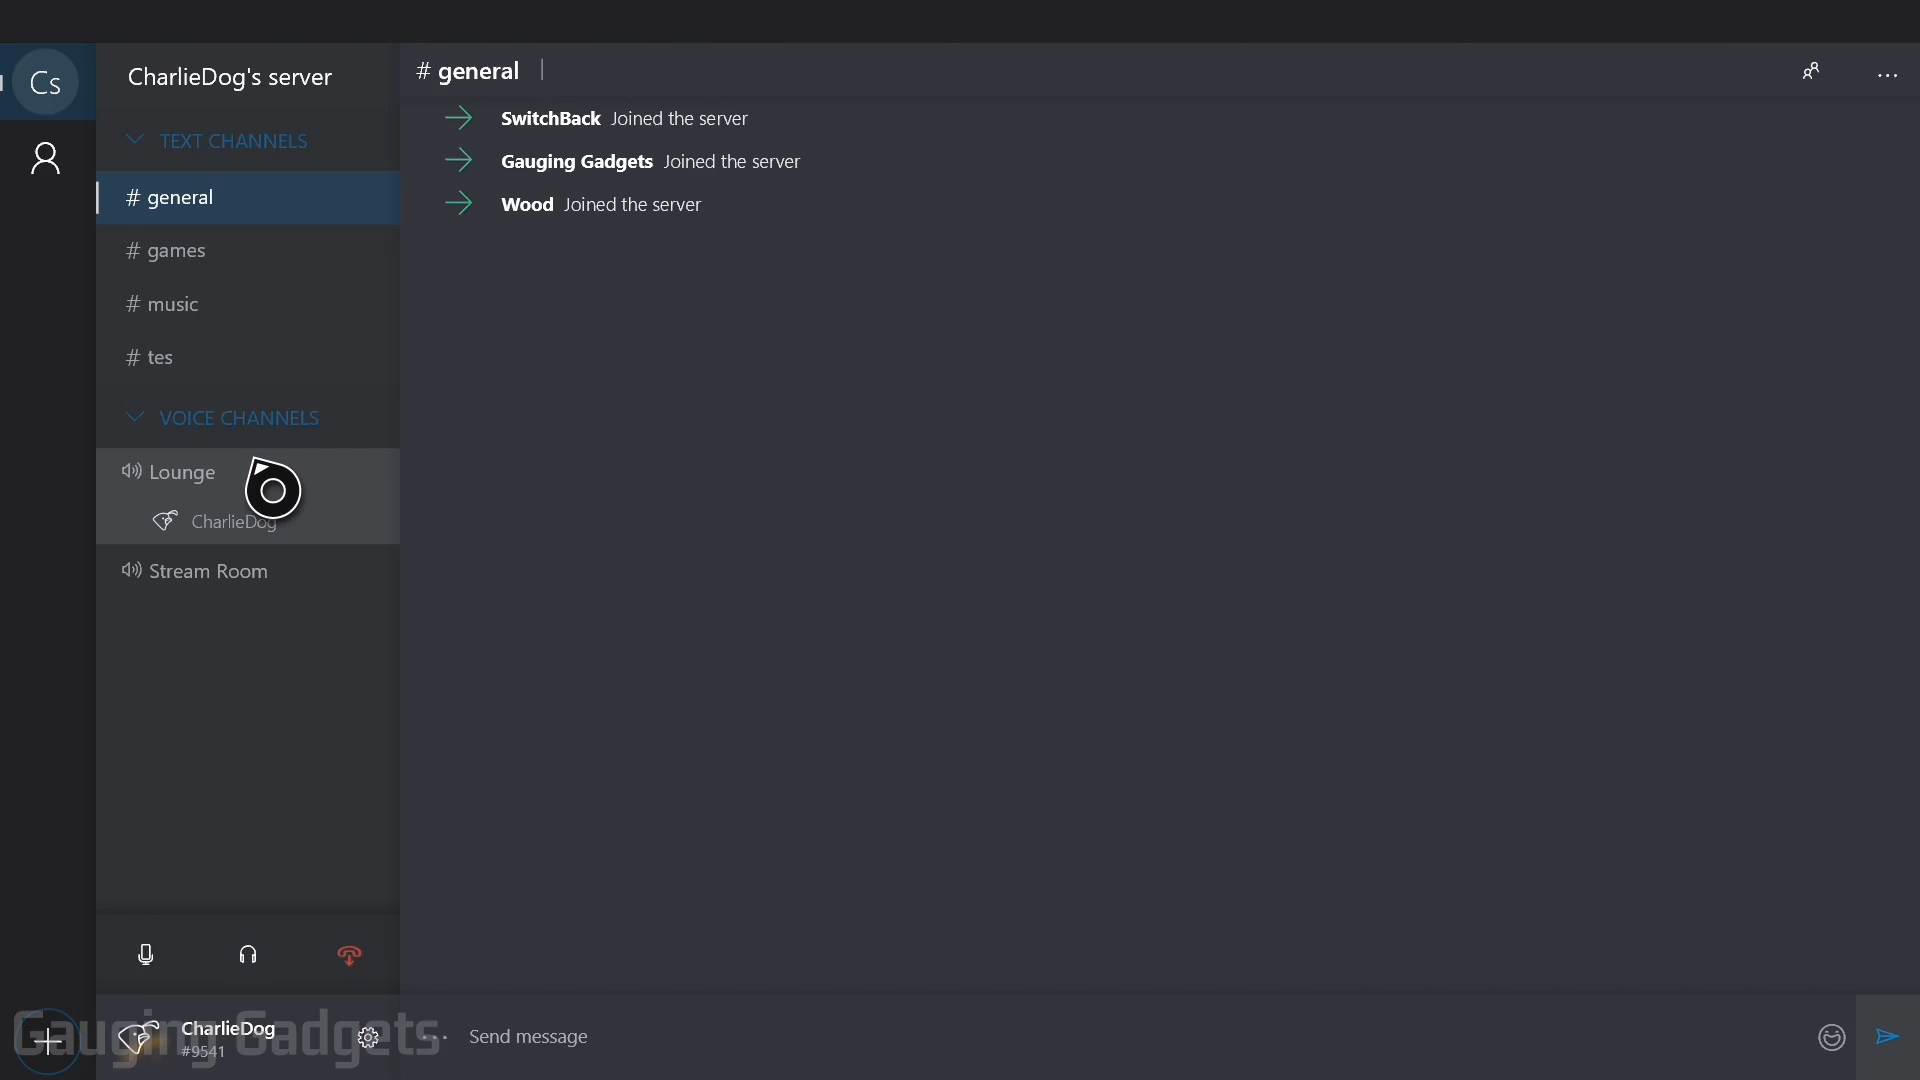 Cs
CharlieDog's server
# general
SwitchBack Joined the server
Gauging Gadgets Joined the server
Wood Joined the server
TEXT CHANNELS
# general
# games
# music
# tes
VOICE CHANNELS
Lounge
CharlieDog
Stream Room
CharlieDog
#9541
Send message
Gauging Gadgets